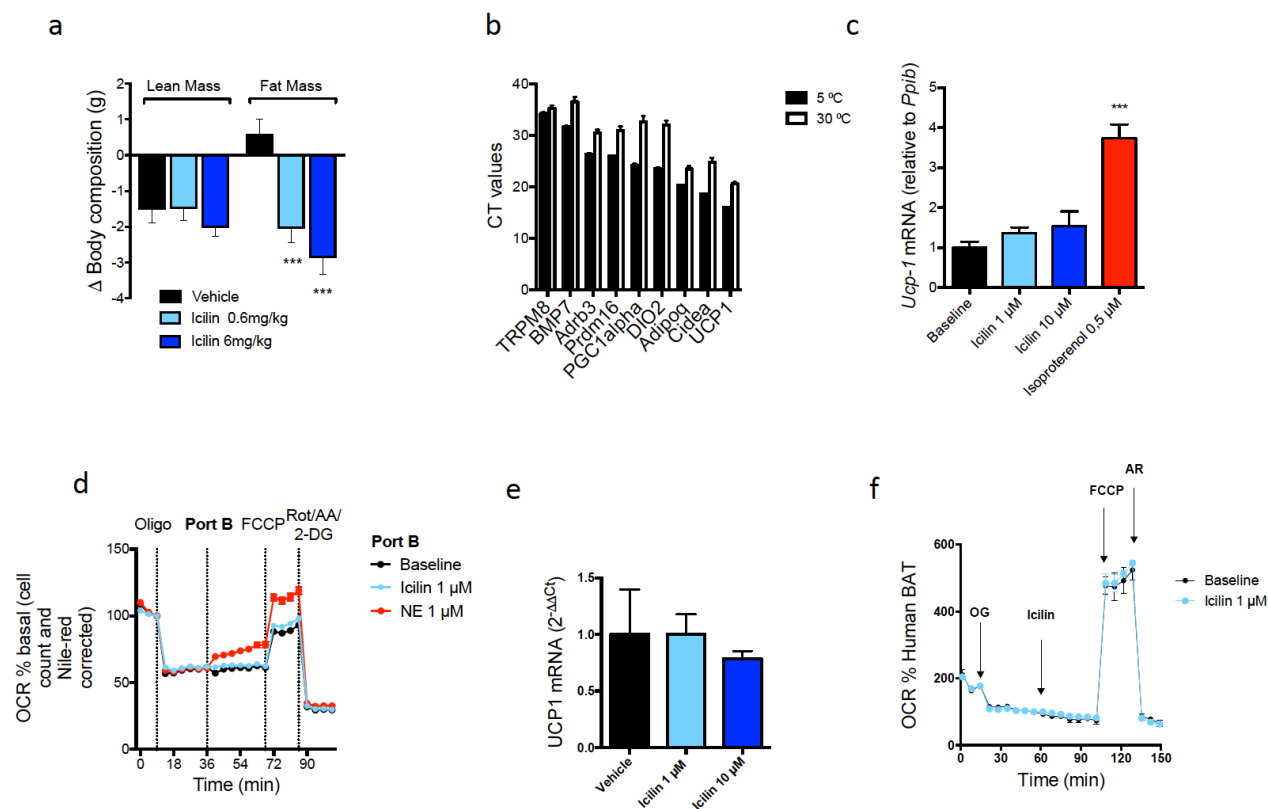 a
Δ Body composition (g)
2
1
0
-1
-2
-3
-4
Lean Mass
Fat Mass
***
***
Vehicle
Icilin 0.6mg/kg
Icilin 6mg/kg
b
CT values
40
30
20
10
0
TRPM8
BMP7
Adrb3
Prdm16
PGC1alpha
DIO2
Adipoq
Cidea
UCP1
5 ºC
30 ºC
c
Ucp-1 mRNA (relative to Ppib)
5
4
3
2
1
0
***
Baseline
Icilin 1 µM
Icilin 10 µM
Isoproterenol 0,5 µM
d
OCR % basal (cell
count and
Nile-red
corrected)
150
100
50
0
Oligo
Port B
FCCP
Rot/AA/
2-DG
0 18 36 54 72 90
Time (min)
Port B
Baseline
Icilin 1 µM
NE 1 µM
e
UCP1 mRNA (2^-ΔΔCt)
1.5
1.0
0.5
0.0
Vehicle
Icilin 1 µM
Icilin 10 µM
f
OCR % Human BAT
600
400
200
0
OG
Icilin
FCCP
AR
0 30 60 90 120 150
Time (min)
Baseline
Icilin 1 µM